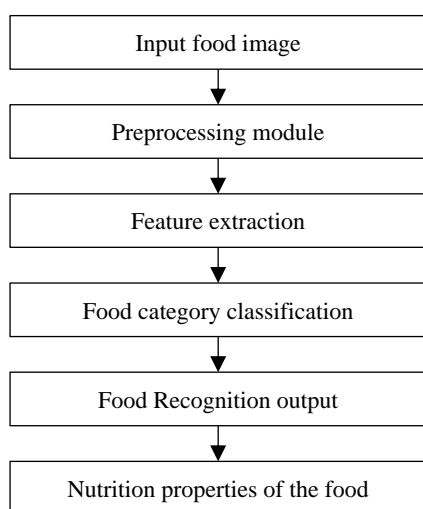 Input food image
Preprocessing module
Feature extraction
Food category classification
Food Recognition output
Nutrition properties of the food